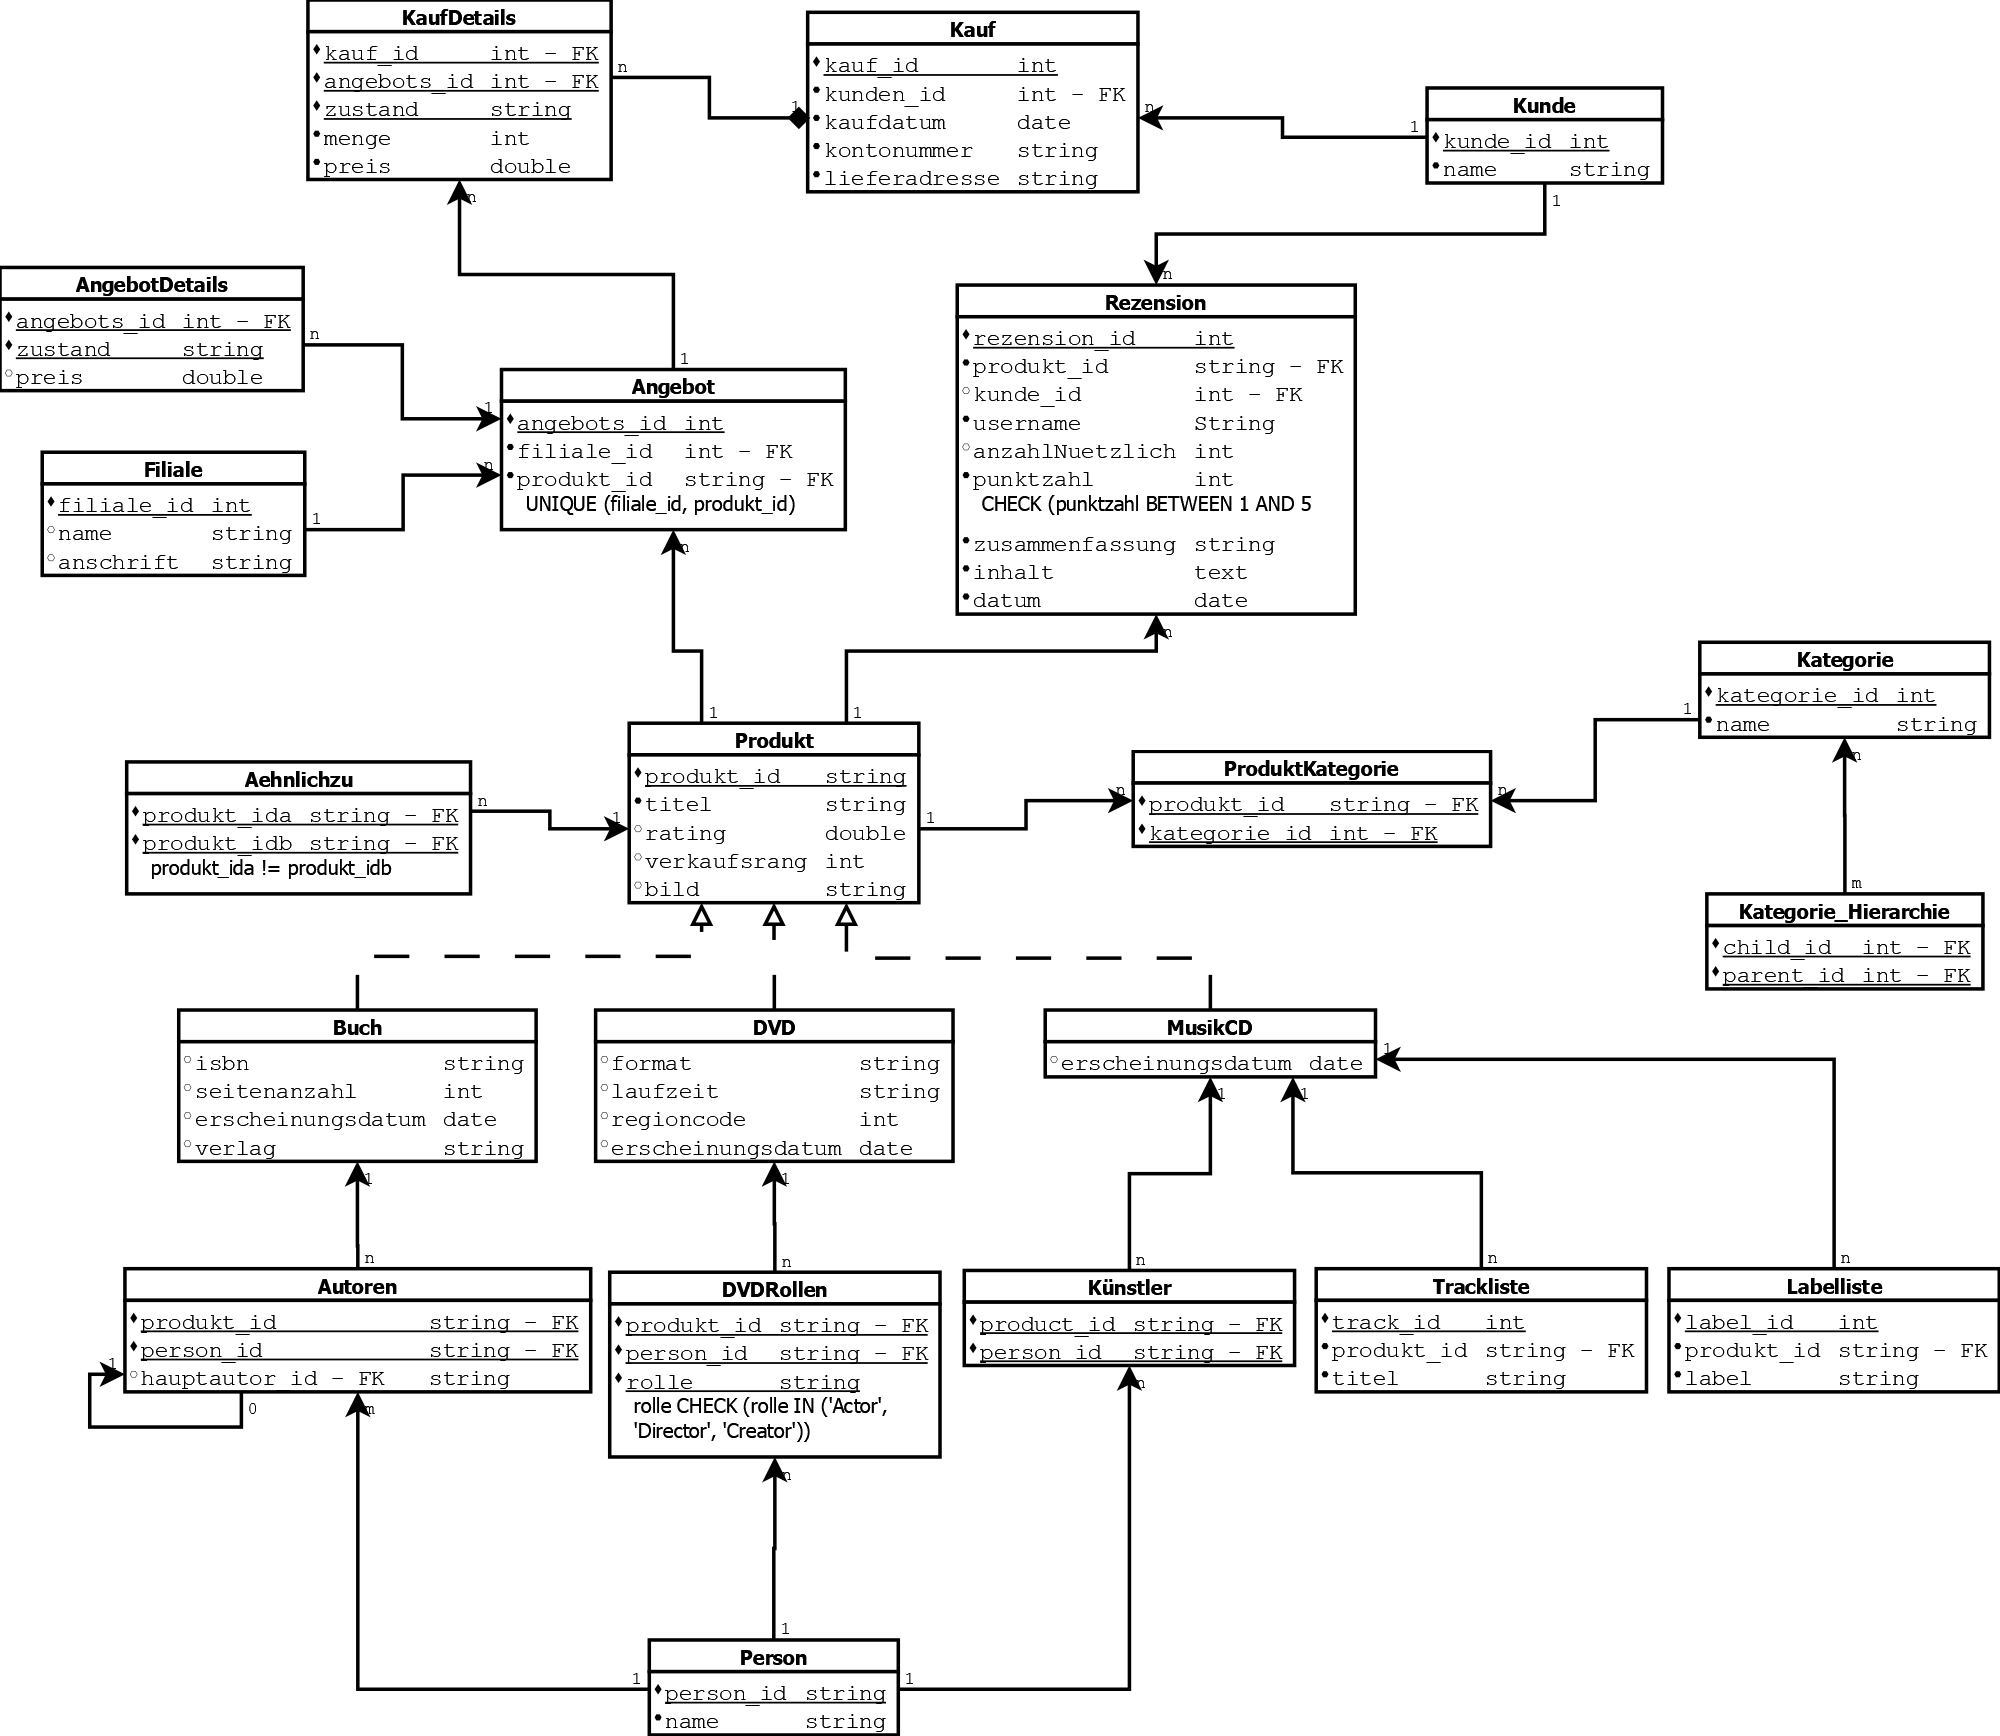 KaufDetails
kauf_id int - FK
angebots_id int - FK
zustand string
menge int
preis double
n
1
Kauf
kauf_id int
kunden_id int - FK
kaufdatum date
kontonummer string
lieferadresse string
n
1
Kunde
kunde_id int
name string
1
n
n
1
AngebotDetails
angebots_id int - FK
zustand string
preis double
n
1
Angebot
angebots_id int
filiale_id int - FK
produkt_id string - FK
UNIQUE (filiale_id, produkt_id)
n
n
Filiale
filiale_id int
name string
anschrift string
1
Rezension
rezension_id int
produkt_id string - FK
kunde_id int - FK
username String
anzahlNuetzlich int
punktzahl int
CHECK (punktzahl BETWEEN 1 AND 5
zusammenfassung string
inhalt text
datum date
n
1
1
Produkt
produkt_id string
titel string
rating double
verkaufsrang int
bild string
1
1
Aehnlichzu
produkt_ida string - FK
produkt_idb string - FK
produkt_ida != produkt_idb
n
ProduktKategorie
produkt_id string - FK
kategorie_id int - FK
n
n
Kategorie
kategorie_id int
name string
1
n
m
Kategorie_Hierarchie
child_id int - FK
parent_id int - FK
Buch
isbn string
seitenanzahl int
erscheinungsdatum date
verlag string
1
n
DVD
format string
laufzeit string
regioncode int
erscheinungsdatum date
1
n
MusikCD
erscheinungsdatum date
1
1
1
n
n
n
Autoren
produkt_id string - FK
person_id string - FK
hauptautor_id - FK string
1
0
m
DVDRollen
produkt_id string - FK
person_id string - FK
rolle string
rolle CHECK (rolle IN ('Actor',
'Director', 'Creator'))
n
Künstler
product_id string - FK
person_id string - FK
n
Trackliste
track_id int
produkt_id string - FK
titel string
Labelliste
label_id int
produkt_id string - FK
label string
1
1
1
Person
person_id string
name string